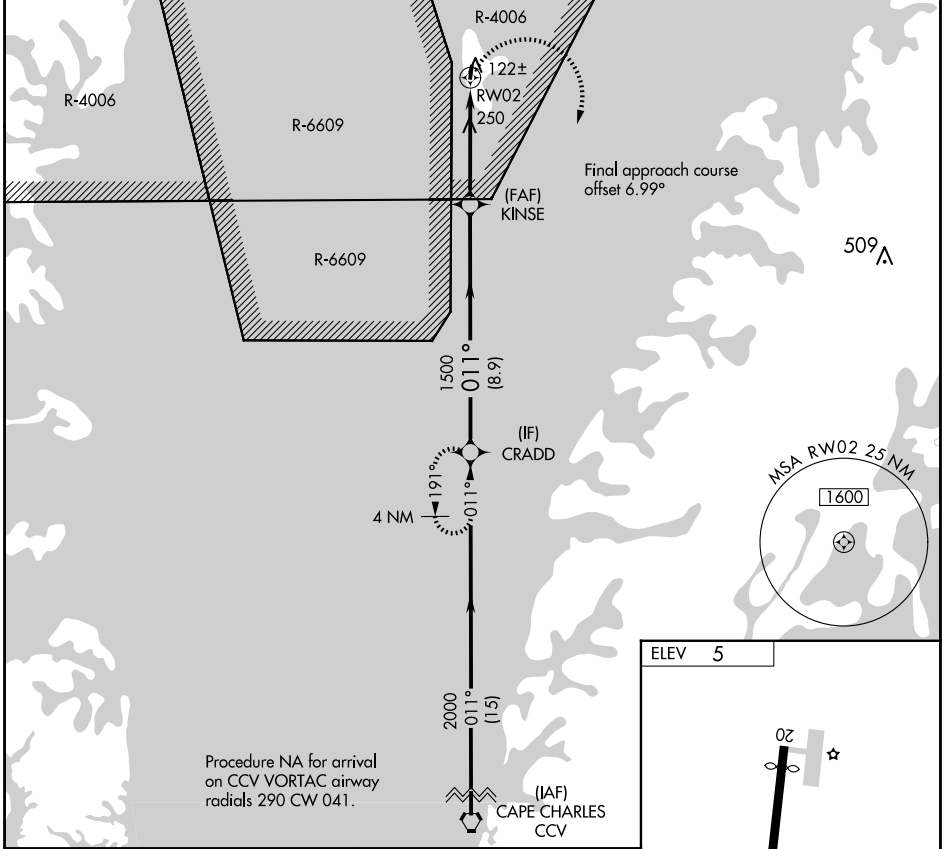 R-4006
R-4006
122±
RW02
250
R-6609
Final approach course
offset 6.99°
(FAF)
KINSE
509
R-6609
1500
011°
(8.9)
(IF)
CRADD
191°
011°
4 NM
MSA RW02 25 NM
1600
ELEV 5
20
2000
011°
(15)
Procedure NA for arrival
on CCV VORTAC airway
radials 290 CW 041.
(IAF)
CAPE CHARLES
CCV